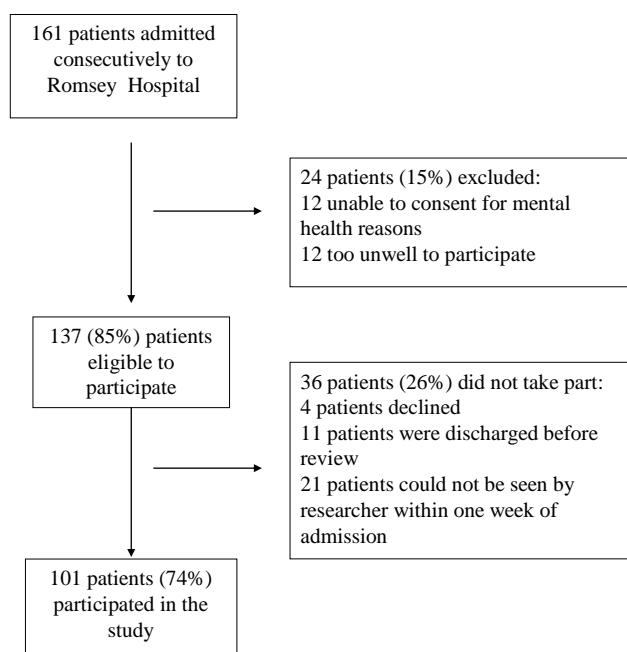 161 patients admitted
consecutively to
Romsey Hospital
24 patients (15%) excluded:
12 unable to consent for mental
health reasons
12 too unwell to participate
137 (85%) patients
eligible to
participate
36 patients (26%) did not take part:
4 patients declined
11 patients were discharged before
review
21 patients could not be seen by
researcher within one week of
admission
101 patients (74%)
participated in the
study